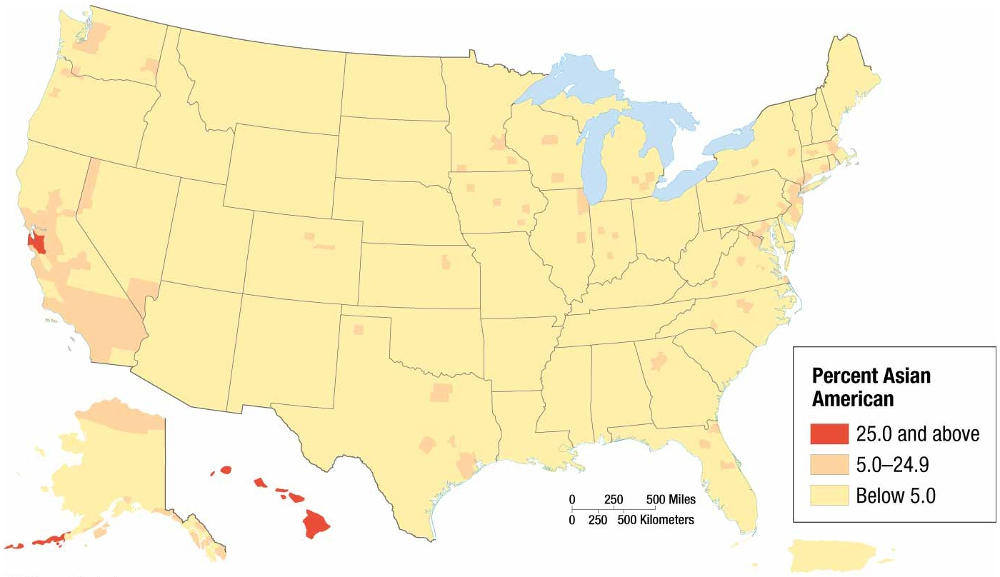 Percent Asian
American
25.0 and above
5.0–24.9
Below 5.0
0 250 500 Miles
0 250 500 Kilometers